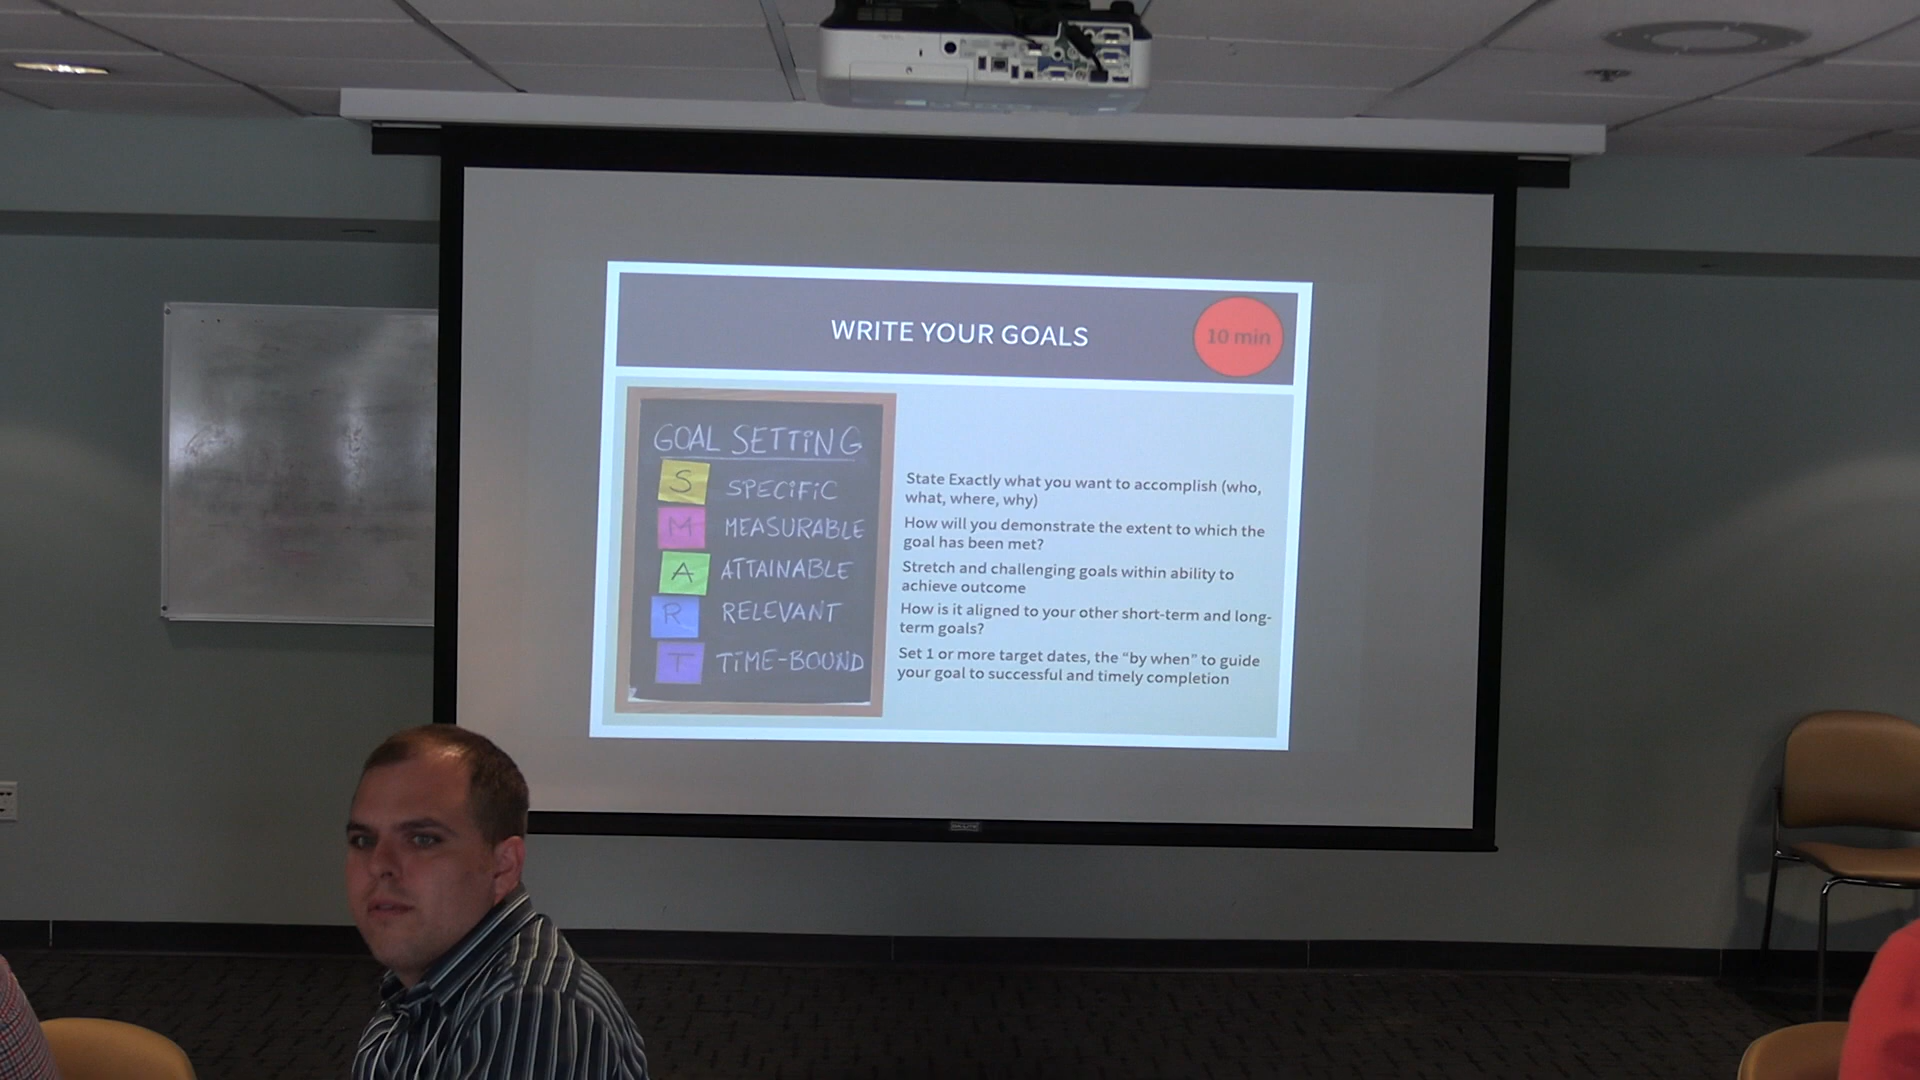 WRITE YOUR GOALS
10 min
GOAL SETTING
S SPECIFIC
State Exactly what you want to accomplish (who,
what, where, why)
M MEASURABLE
How will you demonstrate the extent to which the
goal has been met?
A ATTAINABLE
Stretch and challenging goals within ability to
achieve outcome
R RELEVANT
How is it aligned to your other short-term and long-
term goals?
T TIME-BOUND
Set 1 or more target dates, the “by when” to guide
your goal to successful and timely completion